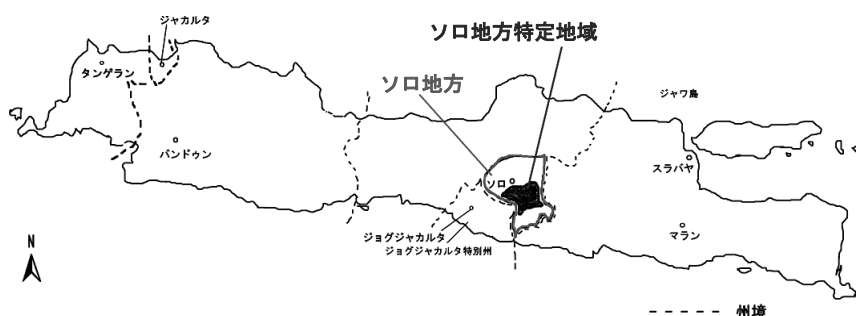 ジャカルタ
ソロ地方特定地域
タンゲラン
ソロ地方
ジャワ島
バンドゥン
スラバヤ
ソロ
ジョグジャカルタ
ジョグジャカルタ特別州
マラン
N
州境